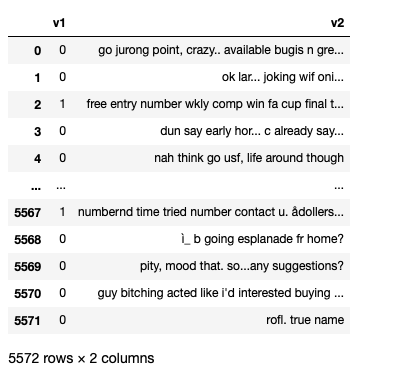 v1 v2
0 0 go jurong point, crazy.. available bugis n gre...
1 0 ok lar... joking wif oni...
2 1 free entry number wkly comp win fa cup final t...
3 0 dun say early hor... c already say...
4 0 nah think go usf, life around though
... ... ...
5567 1 numbernd time tried number contact u. ådollers...
5568 0 ì_ b going esplanade fr home?
5569 0 pity, mood that. so...any suggestions?
5570 0 guy bitching acted like i'd interested buying ...
5571 0 rofl. true name
5572 rows × 2 columns